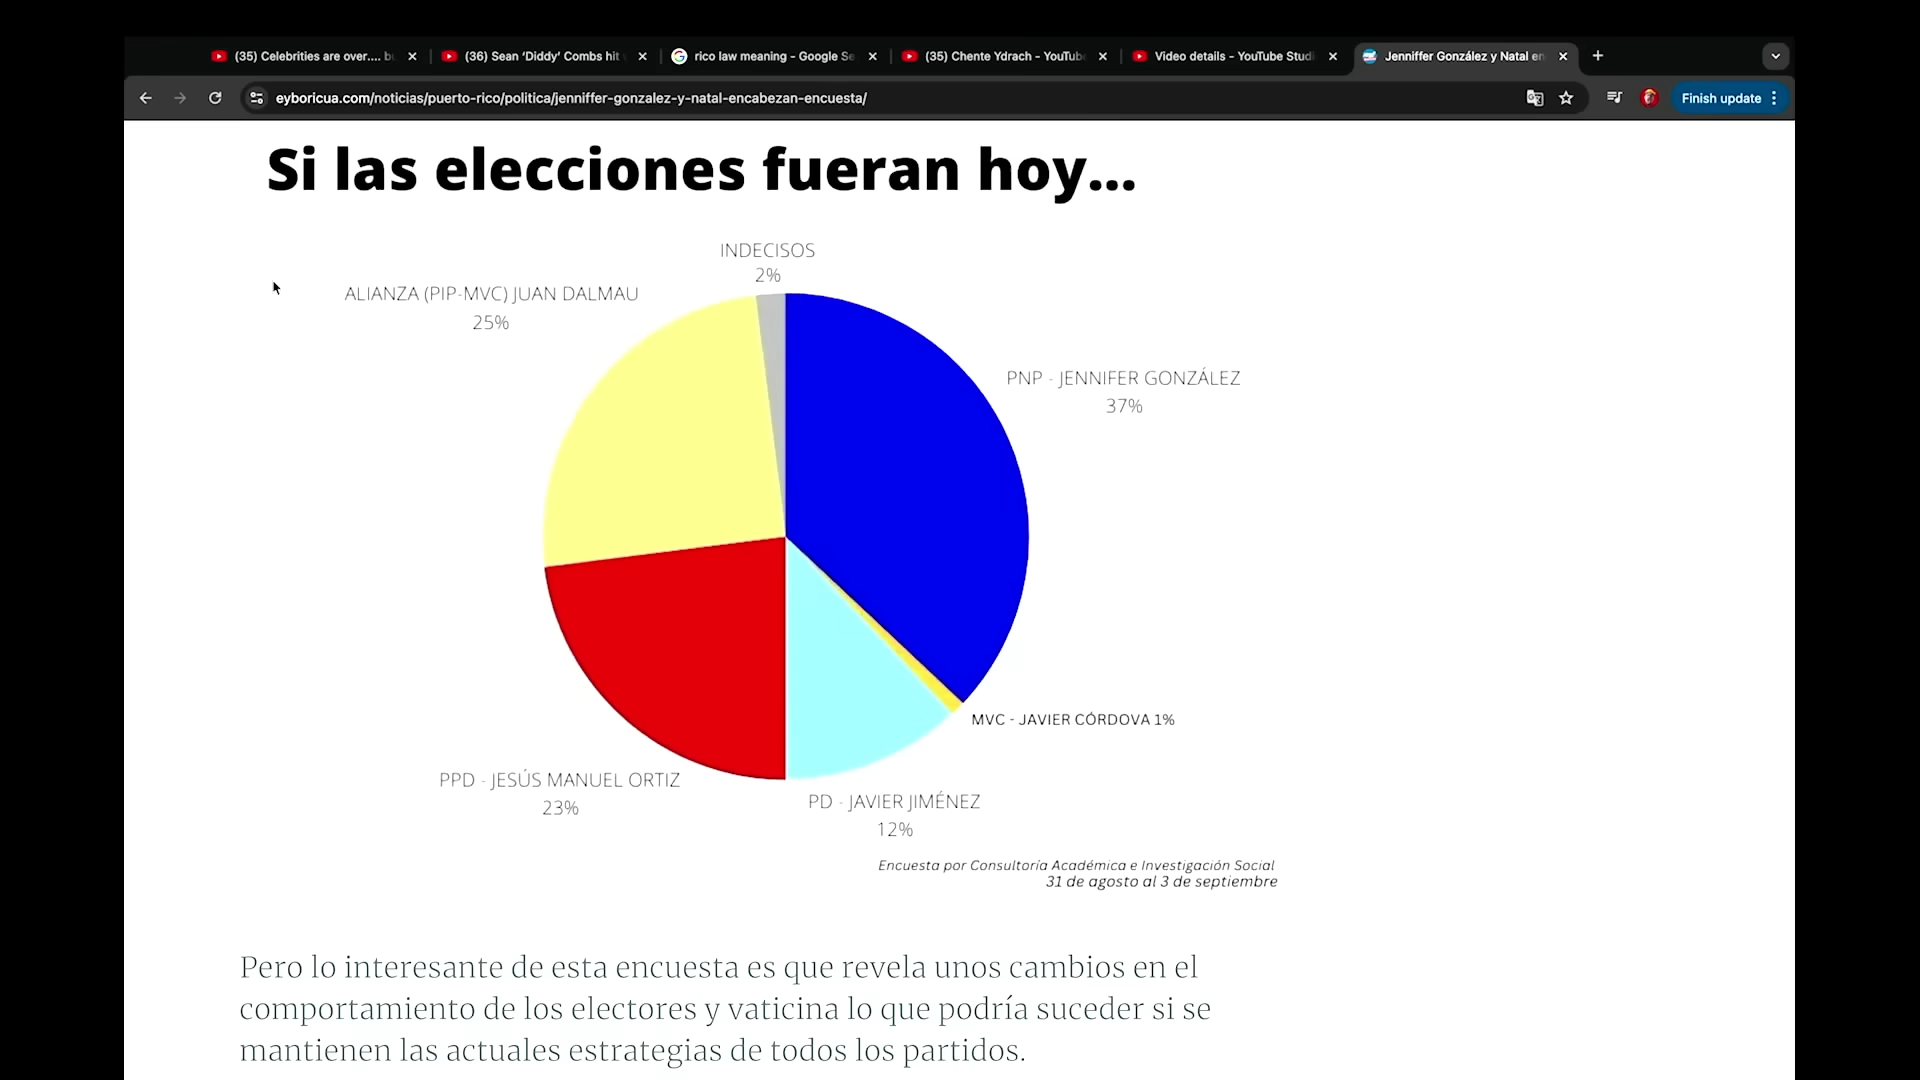 (35) Celebrities are over....
(36) Sean ‘Diddy’ Combs hit
rico law meaning - Google Se
(35) Chente Ydrach - YouTub
Video details - YouTube Stud
Jenniffer González y Natal en
eyboricua.com/noticias/puerto-rico/politica/jenniffer-gonzalez-y-natal-encabezan-encuesta/
Finish update
Si las elecciones fueran hoy...
INDECISOS
2%
ALIANZA (PIP-MVC) JUAN DALMAU
25%
PNP - JENNIFER GONZÁLEZ
37%
MVC - JAVIER CÓRDOVA 1%
PPD - JESÚS MANUEL ORTIZ
23%
PD - JAVIER JIMÉNEZ
12%
Encuesta por Consultoría Académica e Investigación Social
31 de agosto al 3 de septiembre
Pero lo interesante de esta encuesta es que revela unos cambios en el
comportamiento de los electores y vaticina lo que podría suceder si se
mantienen las actuales estrategias de todos los partidos.